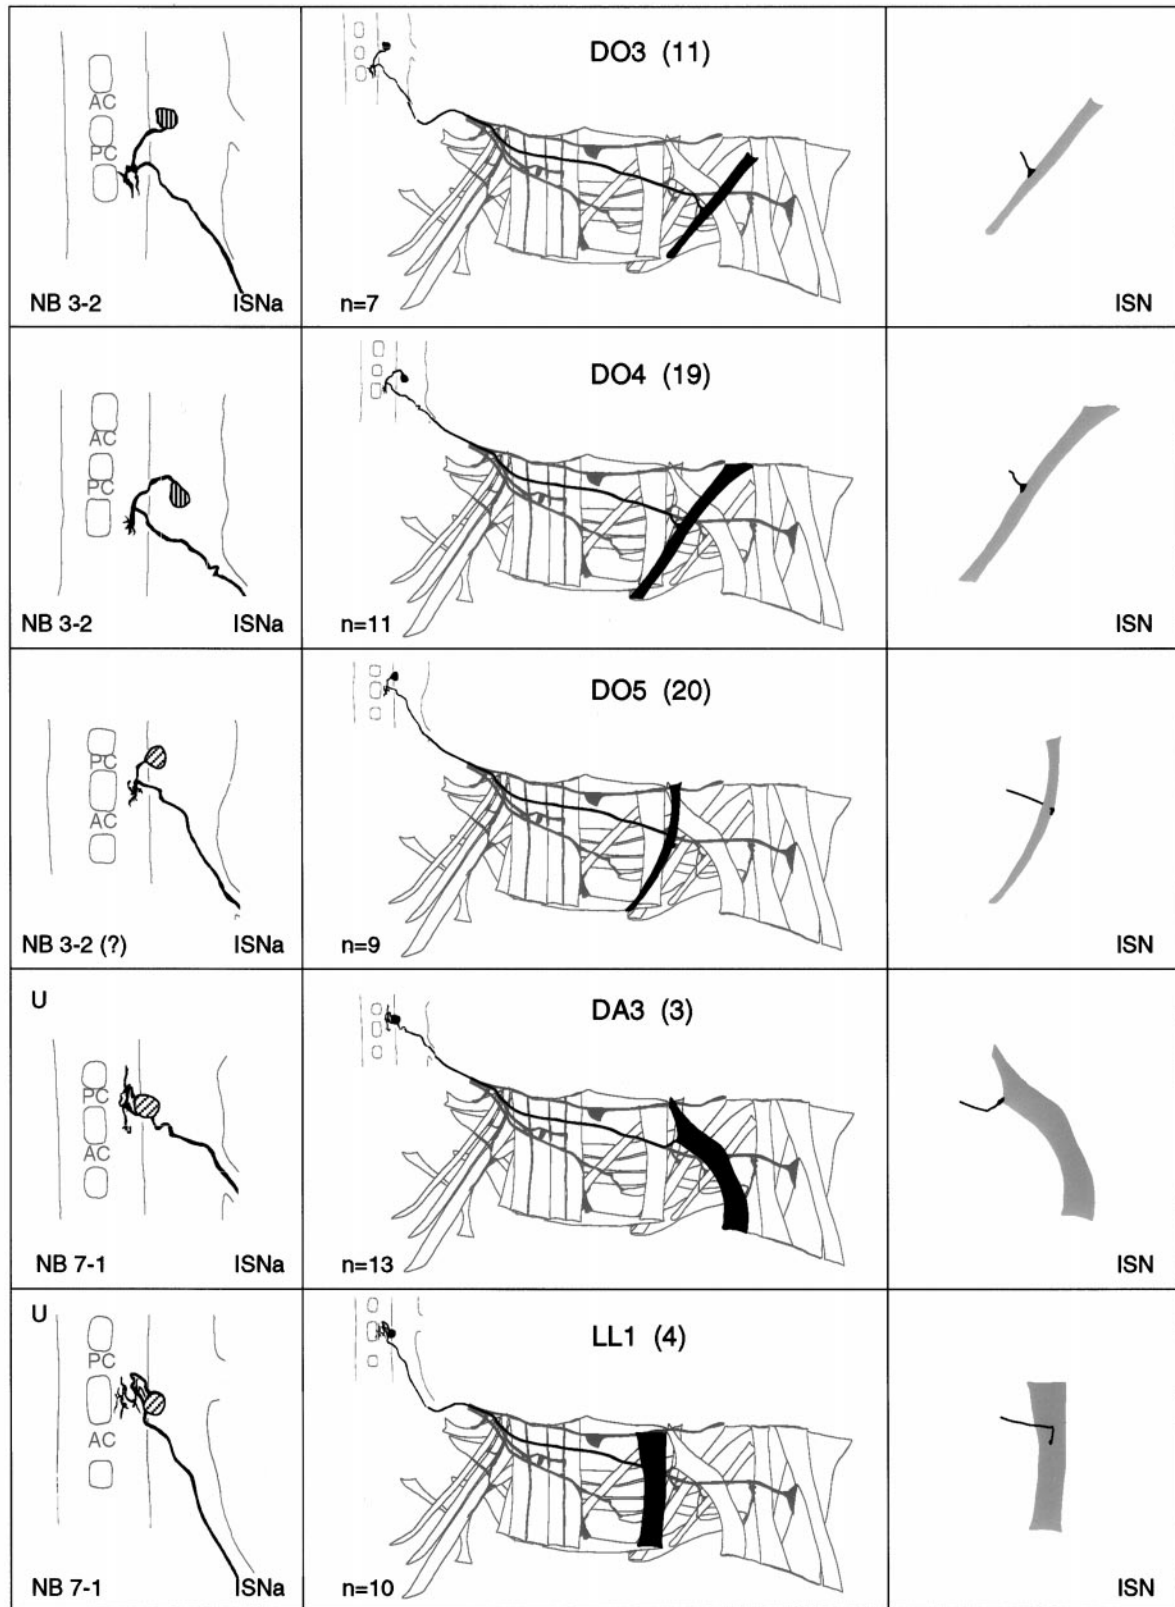 AC
PC
NB 3-2
ISNa
DO3 (11)
n=7
ISN
AC
PC
NB 3-2
ISNa
DO4 (19)
n=11
ISN
PC
AC
NB 3-2 (?)
ISNa
DO5 (20)
n=9
ISN
U
PC
AC
NB 7-1
ISNa
DA3 (3)
n=13
ISN
U
PC
AC
NB 7-1
ISNa
LL1 (4)
n=10
ISN